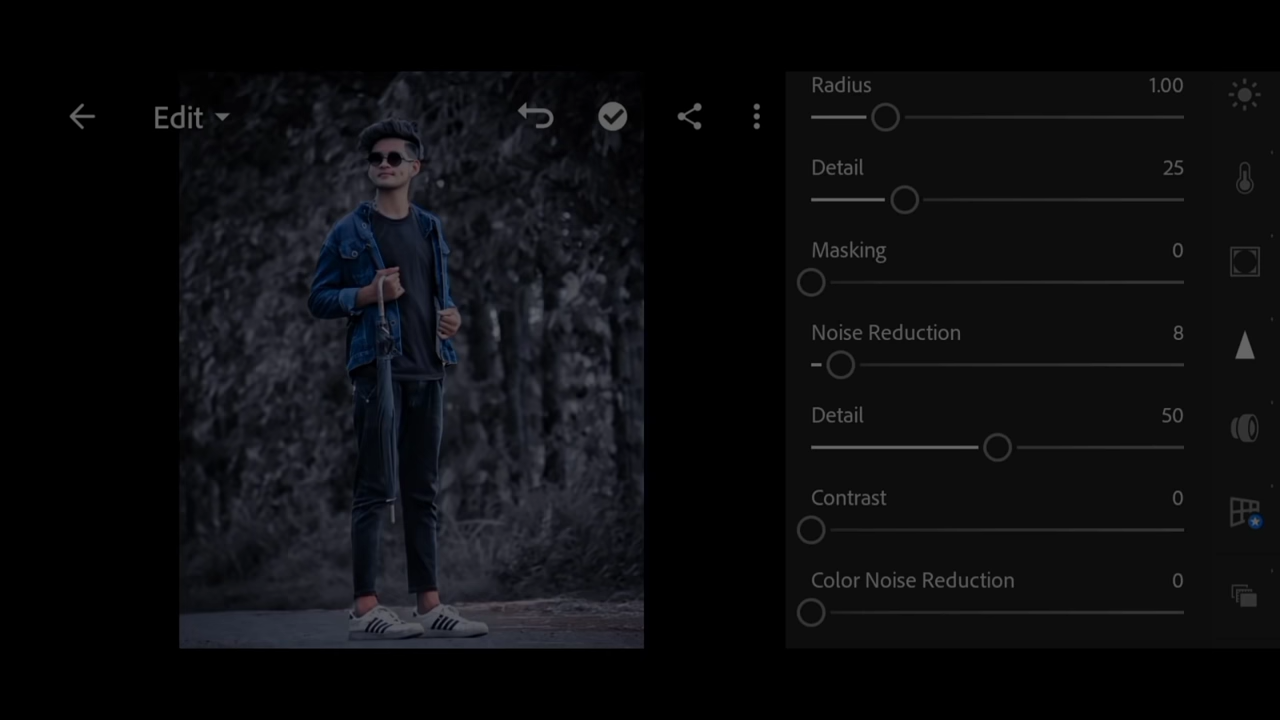 Edit
Radius 1.00
Detail 25
Masking 0
Noise Reduction 8
Detail 50
Contrast 0
Color Noise Reduction 0